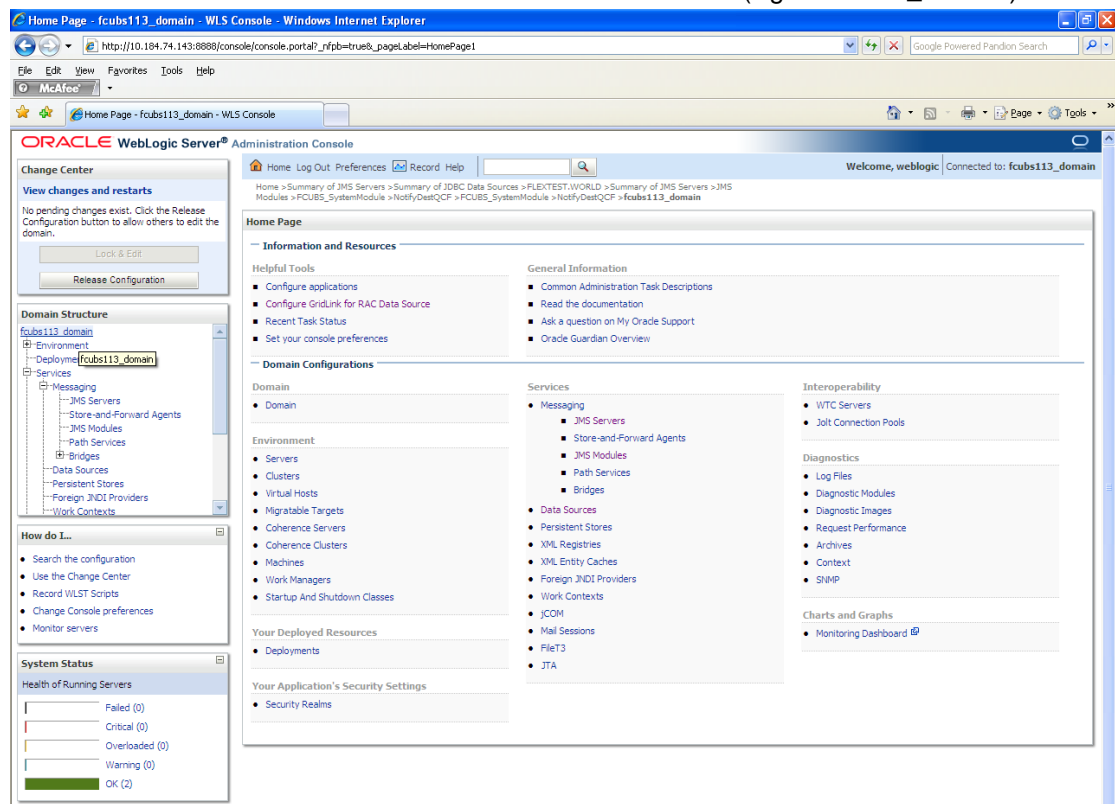 Home Page - fcubs113_domain - WLS Console - Windows Internet Explorer
http://10.184.74.143:8888/console/console.portal?_nfpb=true&_pageLabel=HomePage1
Google Powered Pandion Search
File Edit View Favorites Tools Help
McAfee
Home Page - fcubs113_domain - WLS Console
Page Tools
ORACLE WebLogic Server® Administration Console
Change Center
View changes and restarts
No pending changes exist. Click the Release
Configuration button to allow others to edit the
domain.
Lock & Edit
Release Configuration
Domain Structure
fcubs113_domain
Environment
Deployme
fcubs113_domain
Services
Messaging
JMS Servers
Store-and-Forward Agents
JMS Modules
Path Services
Bridges
Data Sources
Persistent Stores
Foreign JNDI Providers
Work Contexts
How do I...
Search the configuration
Use the Change Center
Record WLST Scripts
Change Console preferences
Monitor servers
System Status
Health of Running Servers
Failed (0)
Critical (0)
Overloaded (0)
Warning (0)
OK (2)
Home Log Out Preferences Record Help
Welcome, weblogic Connected to: fcubs113_domain
Home >Summary of JMS Servers >Summary of JDBC Data Sources >FLEXTEST.WORLD >Summary of JMS Servers >JMS
Modules >FCUBS_SystemModule >NotifyDestQCF >FCUBS_SystemModule >NotifyDestQCF >fcubs113_domain
Home Page
Information and Resources
Helpful Tools
Configure applications
Configure GridLink for RAC Data Source
Recent Task Status
Set your console preferences
General Information
Common Administration Task Descriptions
Read the documentation
Ask a question on My Oracle Support
Oracle Guardian Overview
Domain Configurations
Domain
Domain
Environment
Servers
Clusters
Virtual Hosts
Migratable Targets
Coherence Servers
Coherence Clusters
Machines
Work Managers
Startup And Shutdown Classes
Your Deployed Resources
Deployments
Your Application's Security Settings
Security Realms
Services
Messaging
JMS Servers
Store-and-Forward Agents
JMS Modules
Path Services
Bridges
Data Sources
Persistent Stores
XML Registries
XML Entity Caches
Foreign JNDI Providers
Work Contexts
jCOM
Mail Sessions
FileT3
JTA
Interoperability
WTC Servers
Jolt Connection Pools
Diagnostics
Log Files
Diagnostic Modules
Diagnostic Images
Request Performance
Archives
Context
SNMP
Charts and Graphs
Monitoring Dashboard